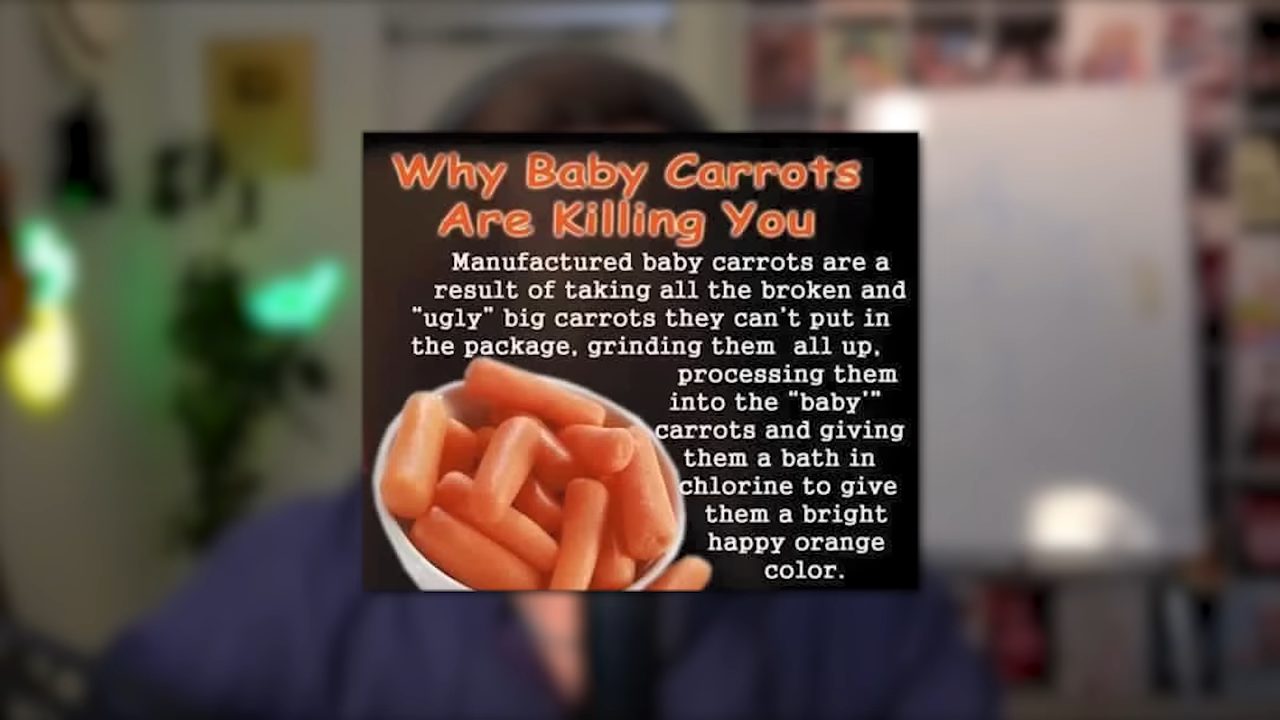 Why Baby Carrots
Are Killing You
Manufactured baby carrots are a
result of taking all the broken and
"ugly" big carrots they can't put in
the package, grinding them all up,
processing them
into the "baby'"
carrots and giving
them a bath in
chlorine to give
them a bright
happy orange
color.